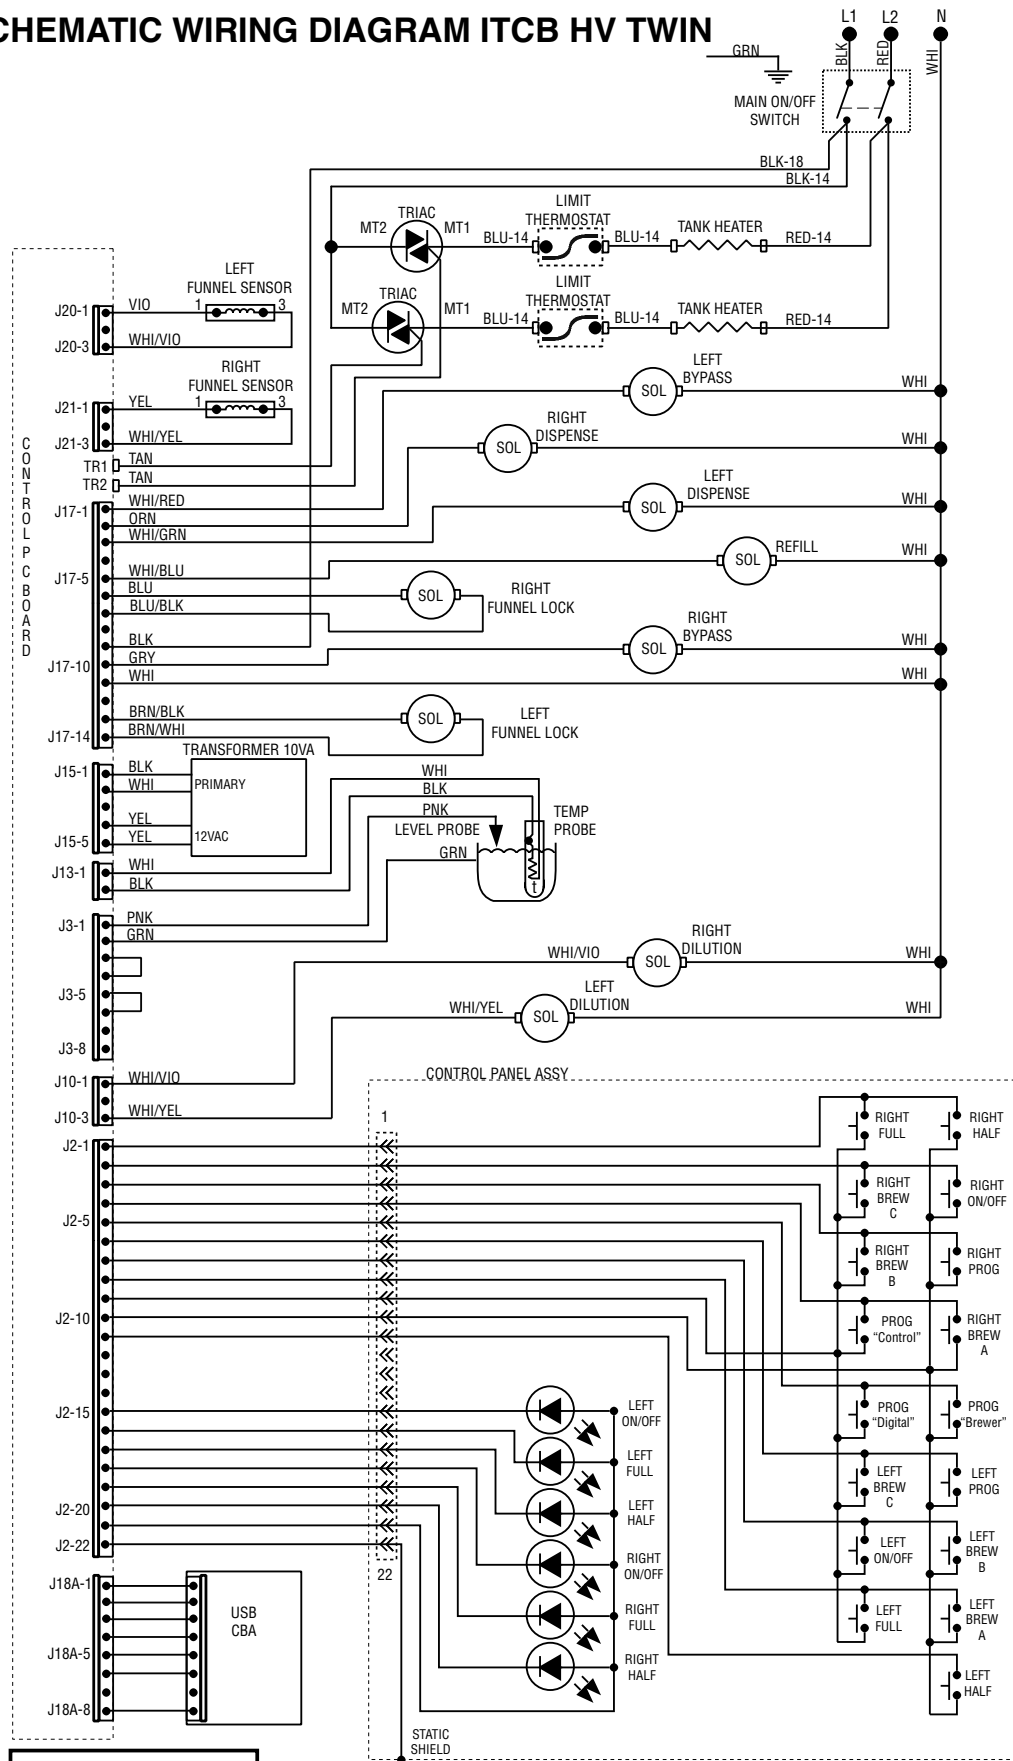 CHEMATIC WIRING DIAGRAM ITCB HV TWIN
L1 L2 N
GRN
BLK
RED
WHI
MAIN ON/OFF
SWITCH
BLK-18
BLK-14
TRIAC
MT2 MT1
BLU-14
LIMIT
THERMOSTAT
BLU-14
TANK HEATER
RED-14
TRIAC
MT2 MT1
BLU-14
LIMIT
THERMOSTAT
BLU-14
TANK HEATER
RED-14
CONTROL PC BOARD
LEFT
FUNNEL SENSOR
J20-1 VIO 1 3
J20-3 WHI/VIO
RIGHT
FUNNEL SENSOR
J21-1 YEL 1 3
J21-3 WHI/YEL
TR1 TAN
TR2 TAN
J17-1 WHI/RED
ORN
WHI/GRN
J17-5 WHI/BLU
BLU
BLU/BLK
BLK
J17-10 GRY
WHI
BRN/BLK
J17-14 BRN/WHI
SOL LEFT
BYPASS WHI
SOL RIGHT
DISPENSE WHI
SOL LEFT
DISPENSE WHI
SOL REFILL WHI
SOL RIGHT
FUNNEL LOCK
SOL RIGHT
BYPASS WHI
WHI
SOL LEFT
FUNNEL LOCK
TRANSFORMER 10VA
J15-1 BLK
WHI PRIMARY
YEL
J15-5 YEL 12VAC
J13-1 WHI
BLK
WHI
BLK
PNK
LEVEL PROBE
TEMP
PROBE
GRN
t
J3-1 PNK
GRN
J3-5
J3-8
WHI/VIO SOL RIGHT
DILUTION WHI
WHI/YEL SOL LEFT
DILUTION WHI
J10-1 WHI/VIO
J10-3 WHI/YEL
CONTROL PANEL ASSY
1
J2-1
J2-5
J2-10
J2-15
J2-20
J2-22
22
RIGHT
FULL
RIGHT
HALF
RIGHT
BREW
C
RIGHT
ON/OFF
RIGHT
BREW
B
RIGHT
PROG
PROG
“Control”
RIGHT
BREW
A
PROG
“Digital”
PROG
“Brewer”
LEFT
BREW
C
LEFT
PROG
LEFT
ON/OFF
LEFT
BREW
B
LEFT
FULL
LEFT
BREW
A
LEFT
HALF
LEFT
ON/OFF
LEFT
FULL
LEFT
HALF
RIGHT
ON/OFF
RIGHT
FULL
RIGHT
HALF
J18A-1
J18A-5
J18A-8
USB
CBA
STATIC
SHIELD